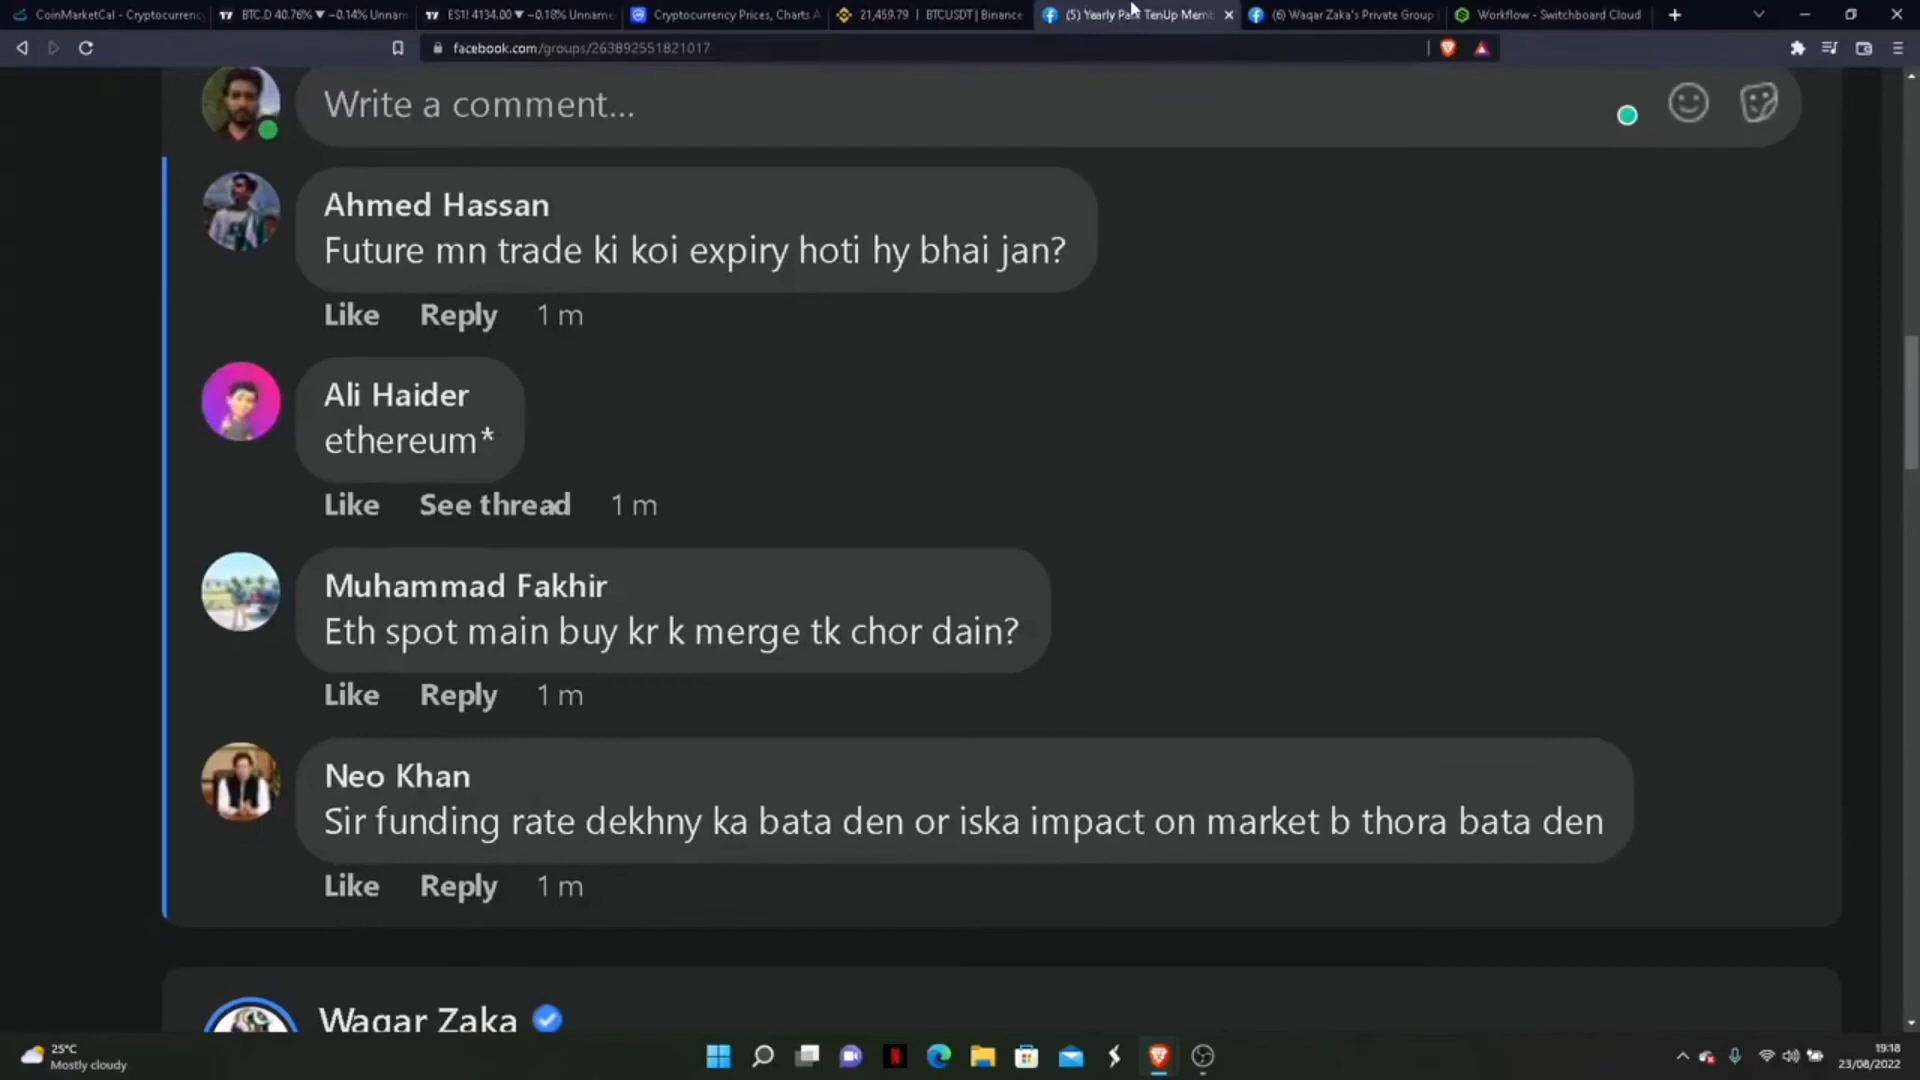 CoinMarketCal - Cryptocurrency
BTC.D 40.76% ▼ −0.14% Unnam
ES1! 4134.00 ▼ −0.18% Unname
Cryptocurrency Prices, Charts A
21,459.79 | BTCUSDT | Binance
(5) Yearly Paid TenUp Memb
(6) Waqar Zaka's Private Group
Workflow - Switchboard Cloud
facebook.com/groups/263892551821017
Write a comment...
Ahmed Hassan
Future mn trade ki koi expiry hoti hy bhai jan?
Like Reply 1 m
Ali Haider
ethereum*
Like See thread 1 m
Muhammad Fakhir
Eth spot main buy kr k merge tk chor dain?
Like Reply 1 m
Neo Khan
Sir funding rate dekhny ka bata den or iska impact on market b thora bata den
Like Reply 1 m
Waqar Zaka
25°C
Mostly cloudy
19:18
23/08/2022